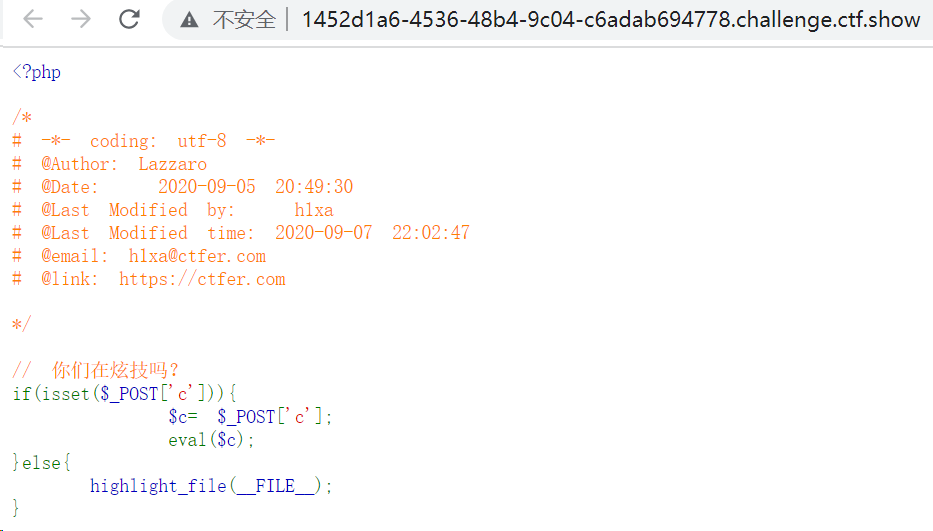 不安全 | 1452d1a6-4536-48b4-9c04-c6adab694778.challenge.ctf.show
<?php
/*
# -*- coding: utf-8 -*-
# @Author: Lazzaro
# @Date:   2020-09-05 20:49:30
# @Last Modified by:   h1xa
# @Last Modified time: 2020-09-07 22:02:47
# @email: h1xa@ctfer.com
# @link: https://ctfer.com
*/
// 你们在炫技吗?
if(isset($_POST['c'])){
        $c= $_POST['c'];
        eval($c);
}else{
    highlight_file(__FILE__);
}